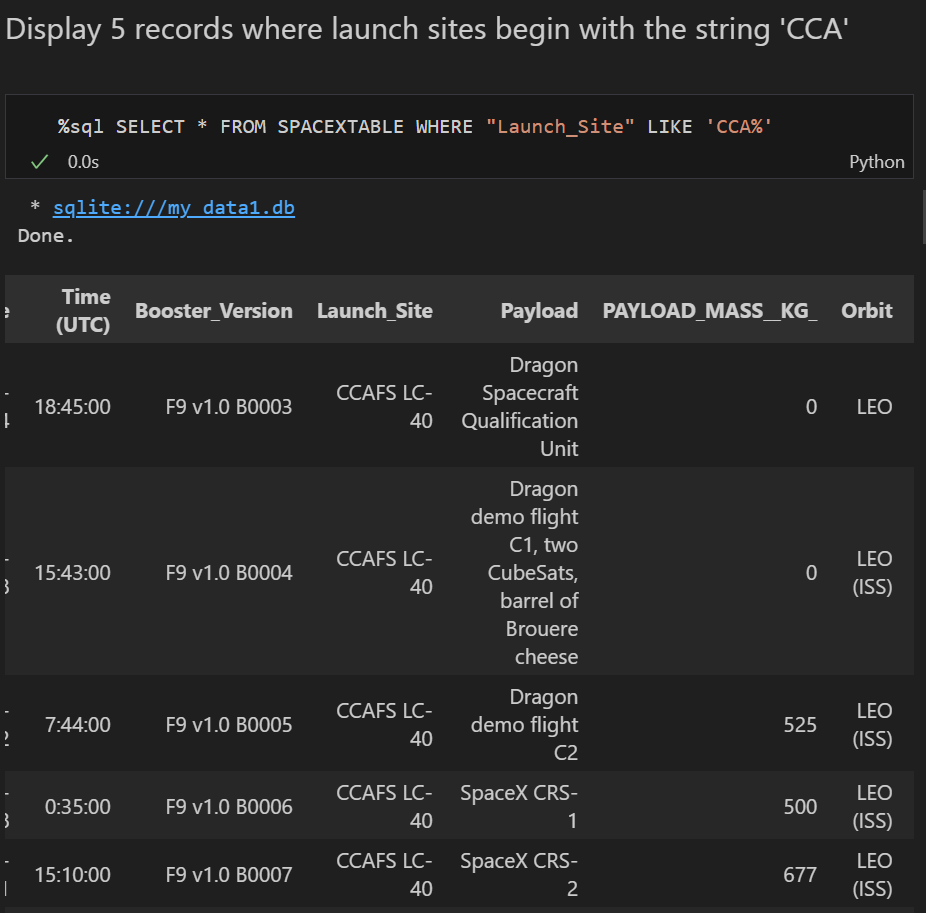 Display 5 records where launch sites begin with the string 'CCA'
%sql SELECT * FROM SPACEXTABLE WHERE "Launch_Site" LIKE 'CCA%'
✓ 0.0s Python
* sqlite:///my_data1.db
Done.
Time (UTC) Booster_Version Launch_Site Payload PAYLOAD_MASS__KG_ Orbit
18:45:00 F9 v1.0 B0003 CCAFS LC-40 Dragon Spacecraft Qualification Unit 0 LEO
15:43:00 F9 v1.0 B0004 CCAFS LC-40 Dragon demo flight C1, two CubeSats, barrel of Brouere cheese 0 LEO (ISS)
7:44:00 F9 v1.0 B0005 CCAFS LC-40 Dragon demo flight C2 525 LEO (ISS)
0:35:00 F9 v1.0 B0006 CCAFS LC-40 SpaceX CRS-1 500 LEO (ISS)
15:10:00 F9 v1.0 B0007 CCAFS LC-40 SpaceX CRS-2 677 LEO (ISS)